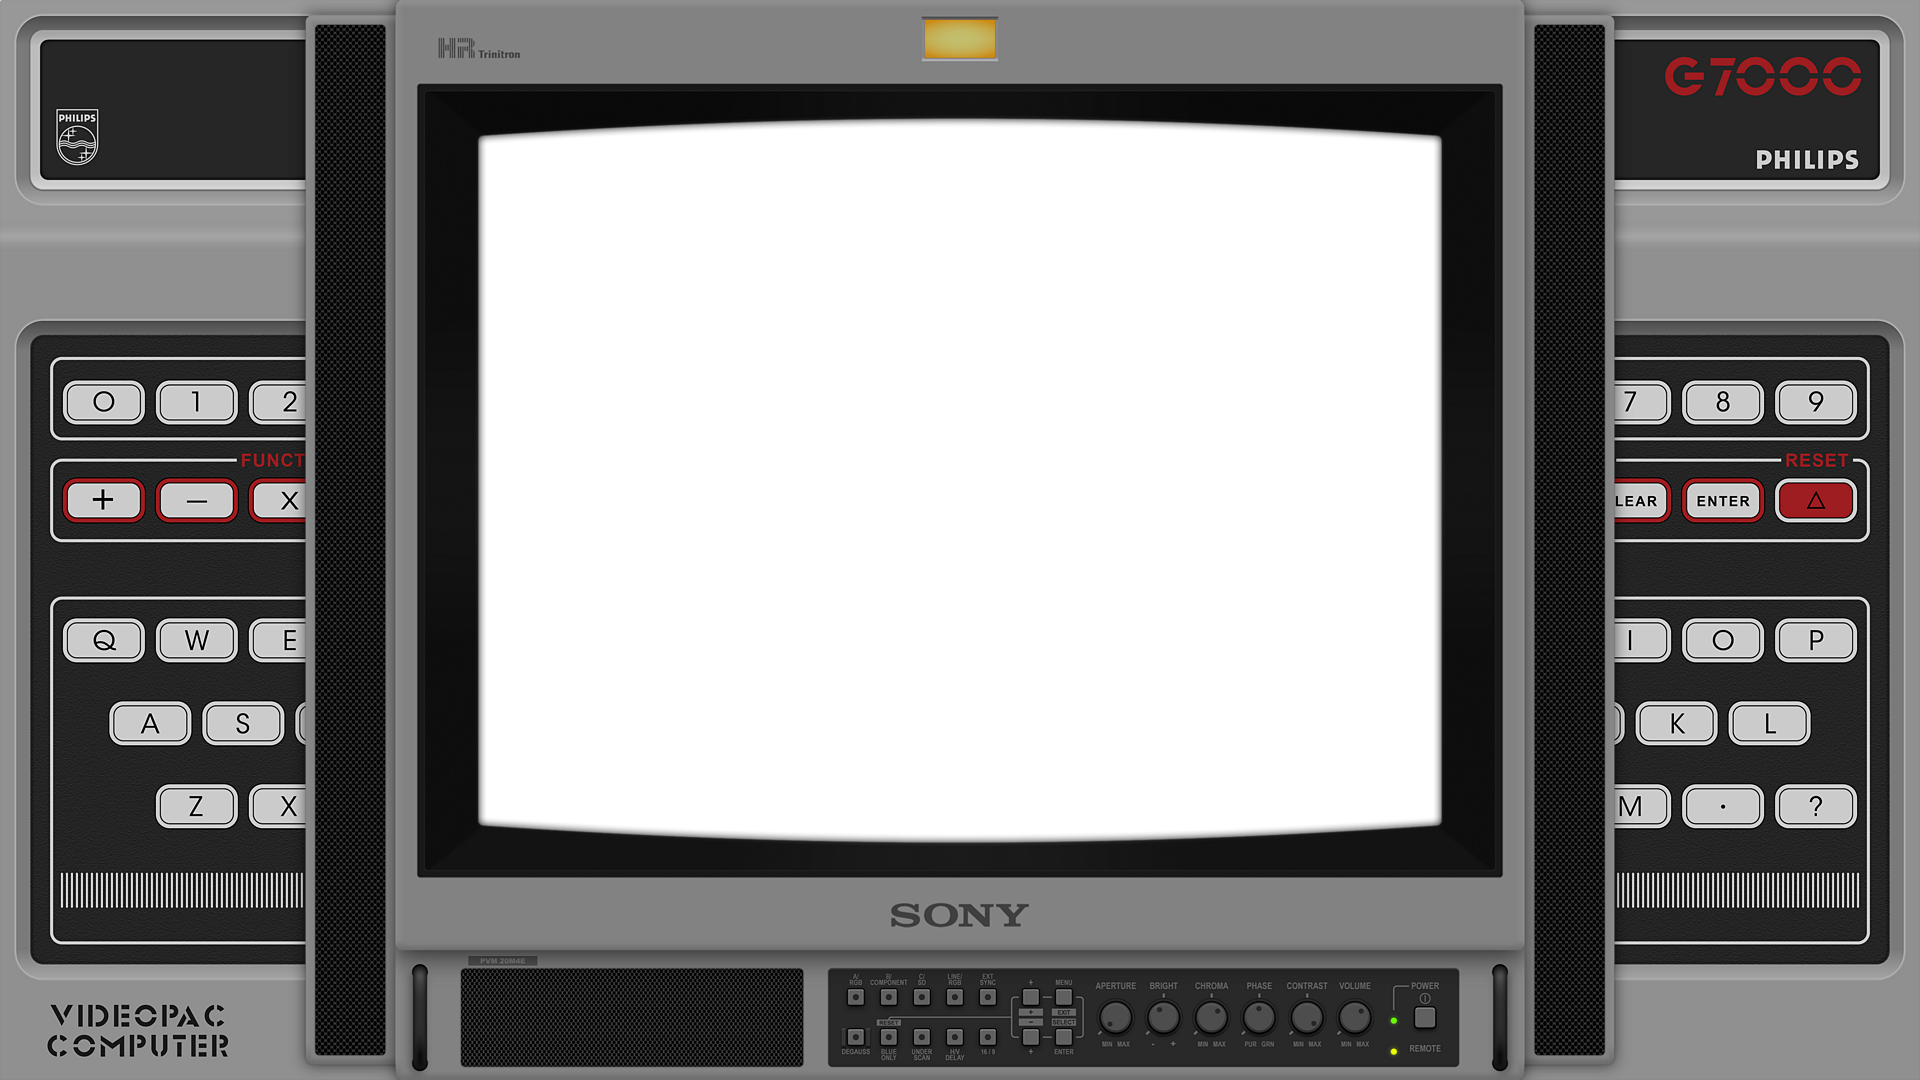 HR Trinitron
PHILIPS
G7000
PHILIPS
0 1 2
7 8 9
FUNCT
RESET
+ − X
LEAR ENTER △
Q W E
I O P
A S
K L
Z X
M . ?
SONY
PVM 20M4E
VIDEOPAC
COMPUTER
A/ RGB
B/ COMPONENT
C/ SD
LINE/ RGB
EXT SYNC
+
MENU
RESET
+
−
EXIT
SELECT
DEGAUSS
BLUE ONLY
UNDER SCAN
H/V DELAY
16 / 9
+
ENTER
APERTURE BRIGHT CHROMA PHASE CONTRAST VOLUME
MIN MAX - + MIN MAX PUR GRN MIN MAX MIN MAX
POWER
REMOTE